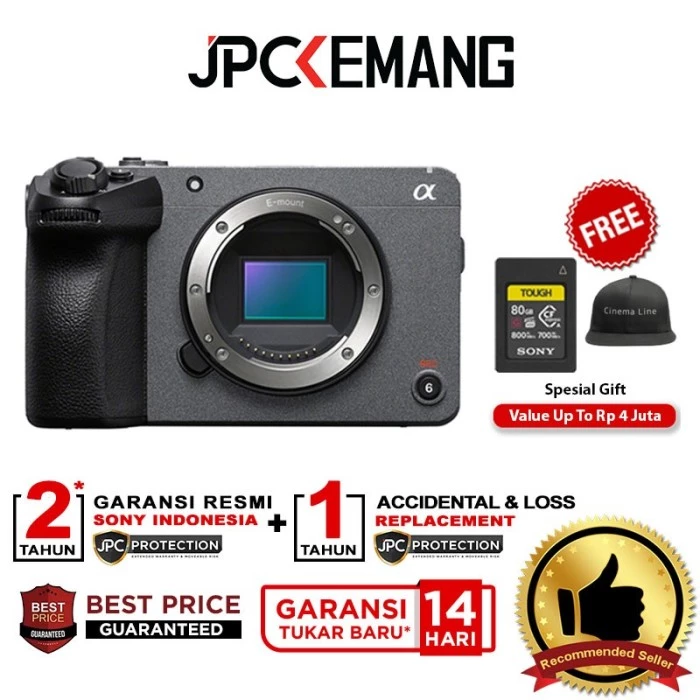 JPCKEMANG
E-mount
α
FREE
TOUGH
80GB
800MB/s 700MB/s
SONY
Cinema Line
6
Spesial Gift
Value Up To Rp 4 Juta
2*
TAHUN
GARANSI RESMI
SONY INDONESIA
JPC PROTECTION
+
1
TAHUN
ACCIDENTAL & LOSS
REPLACEMENT
JPC PROTECTION
BEST
PRICE
GUARANTEED
BEST PRICE
GUARANTEED
GARANSI
TUKAR BARU*
14
HARI
Recommended Seller